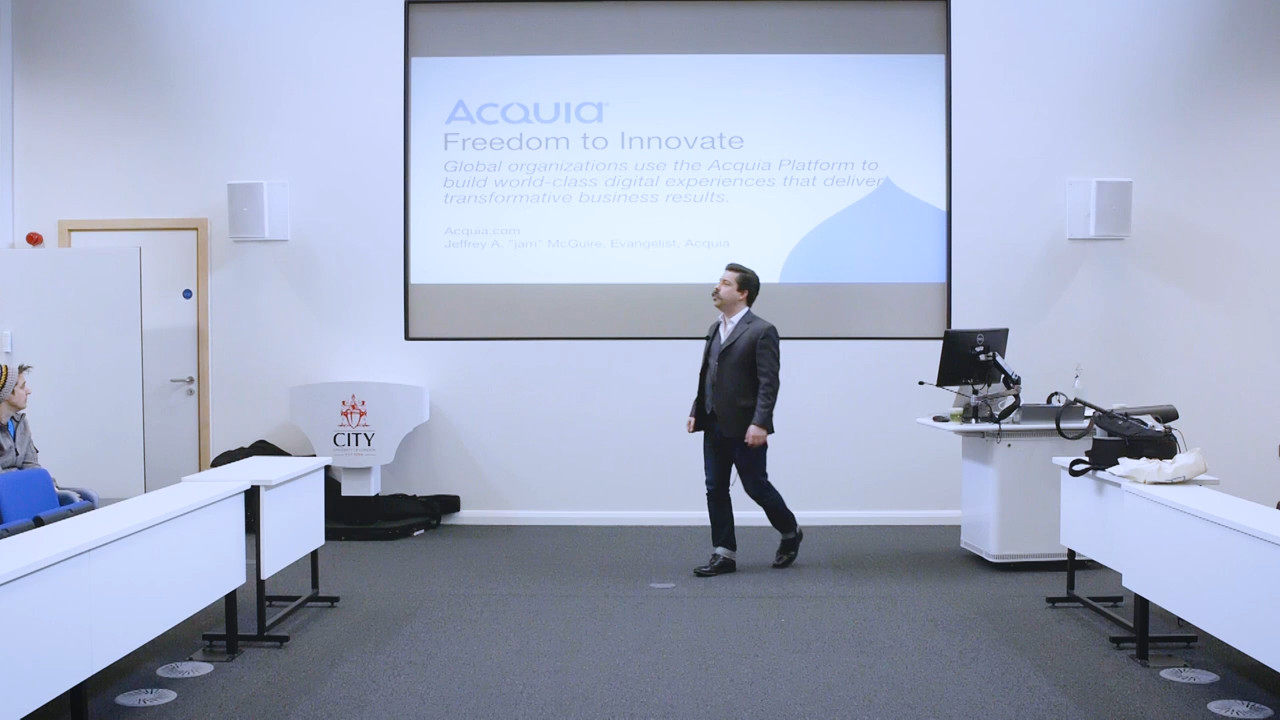 ACQUIA
Freedom to Innovate
Global organizations use the Acquia Platform to
build world-class digital experiences that deliver
transformative business results.
Acquia.com
Jeffrey A. "jam" McGuire, Evangelist, Acquia
CITY